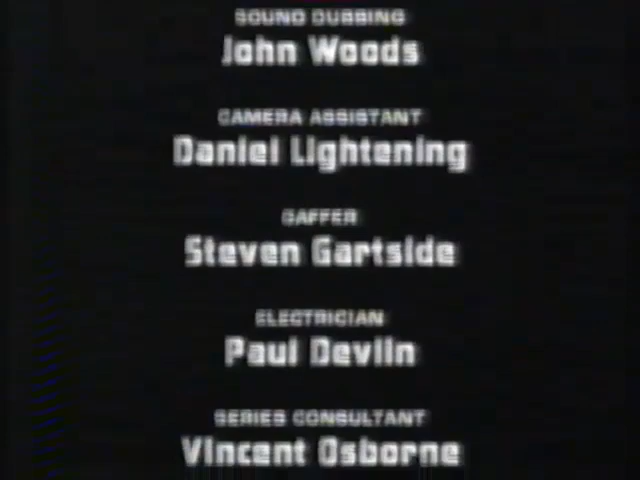 SOUND DUBBING
John Woods
CAMERA ASSISTANT
Daniel Lightening
GAFFER
Steven Gartside
ELECTRICIAN
Paul Devlin
SERIES CONSULTANT
Vincent Osborne